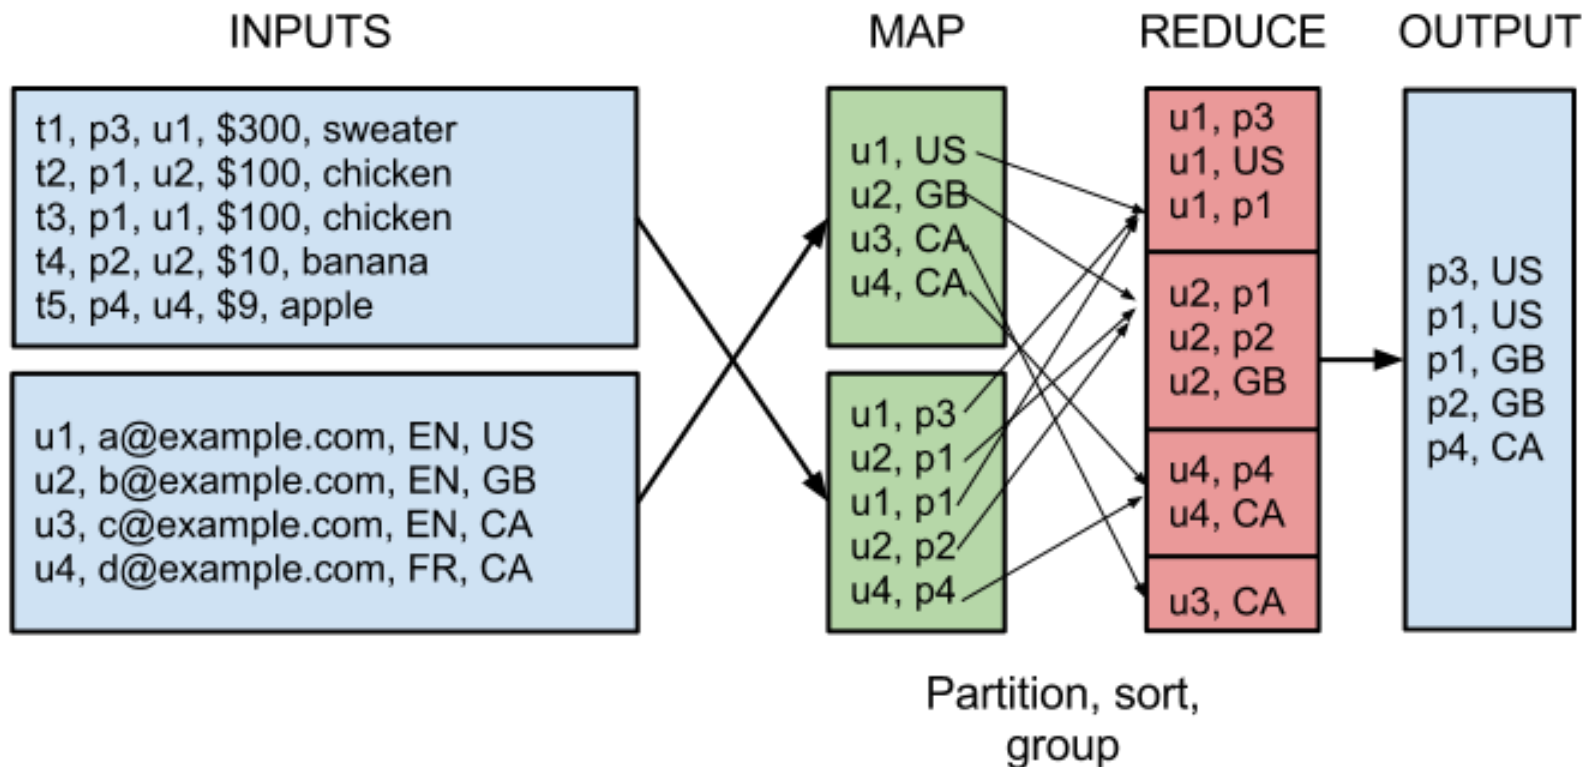 INPUTS
MAP
REDUCE
OUTPUT
t1, p3, u1, $300, sweater
t2, p1, u2, $100, chicken
t3, p1, u1, $100, chicken
t4, p2, u2, $10, banana
t5, p4, u4, $9, apple
u1, a@example.com, EN, US
u2, b@example.com, EN, GB
u3, c@example.com, EN, CA
u4, d@example.com, FR, CA
u1, US
u2, GB
u3, CA
u4, CA
u1, p3
u2, p1
u1, p1
u2, p2
u4, p4
Partition, sort,
group
u1, p3
u1, US
u1, p1
u2, p1
u2, p2
u2, GB
u4, p4
u4, CA
u3, CA
p3, US
p1, US
p1, GB
p2, GB
p4, CA